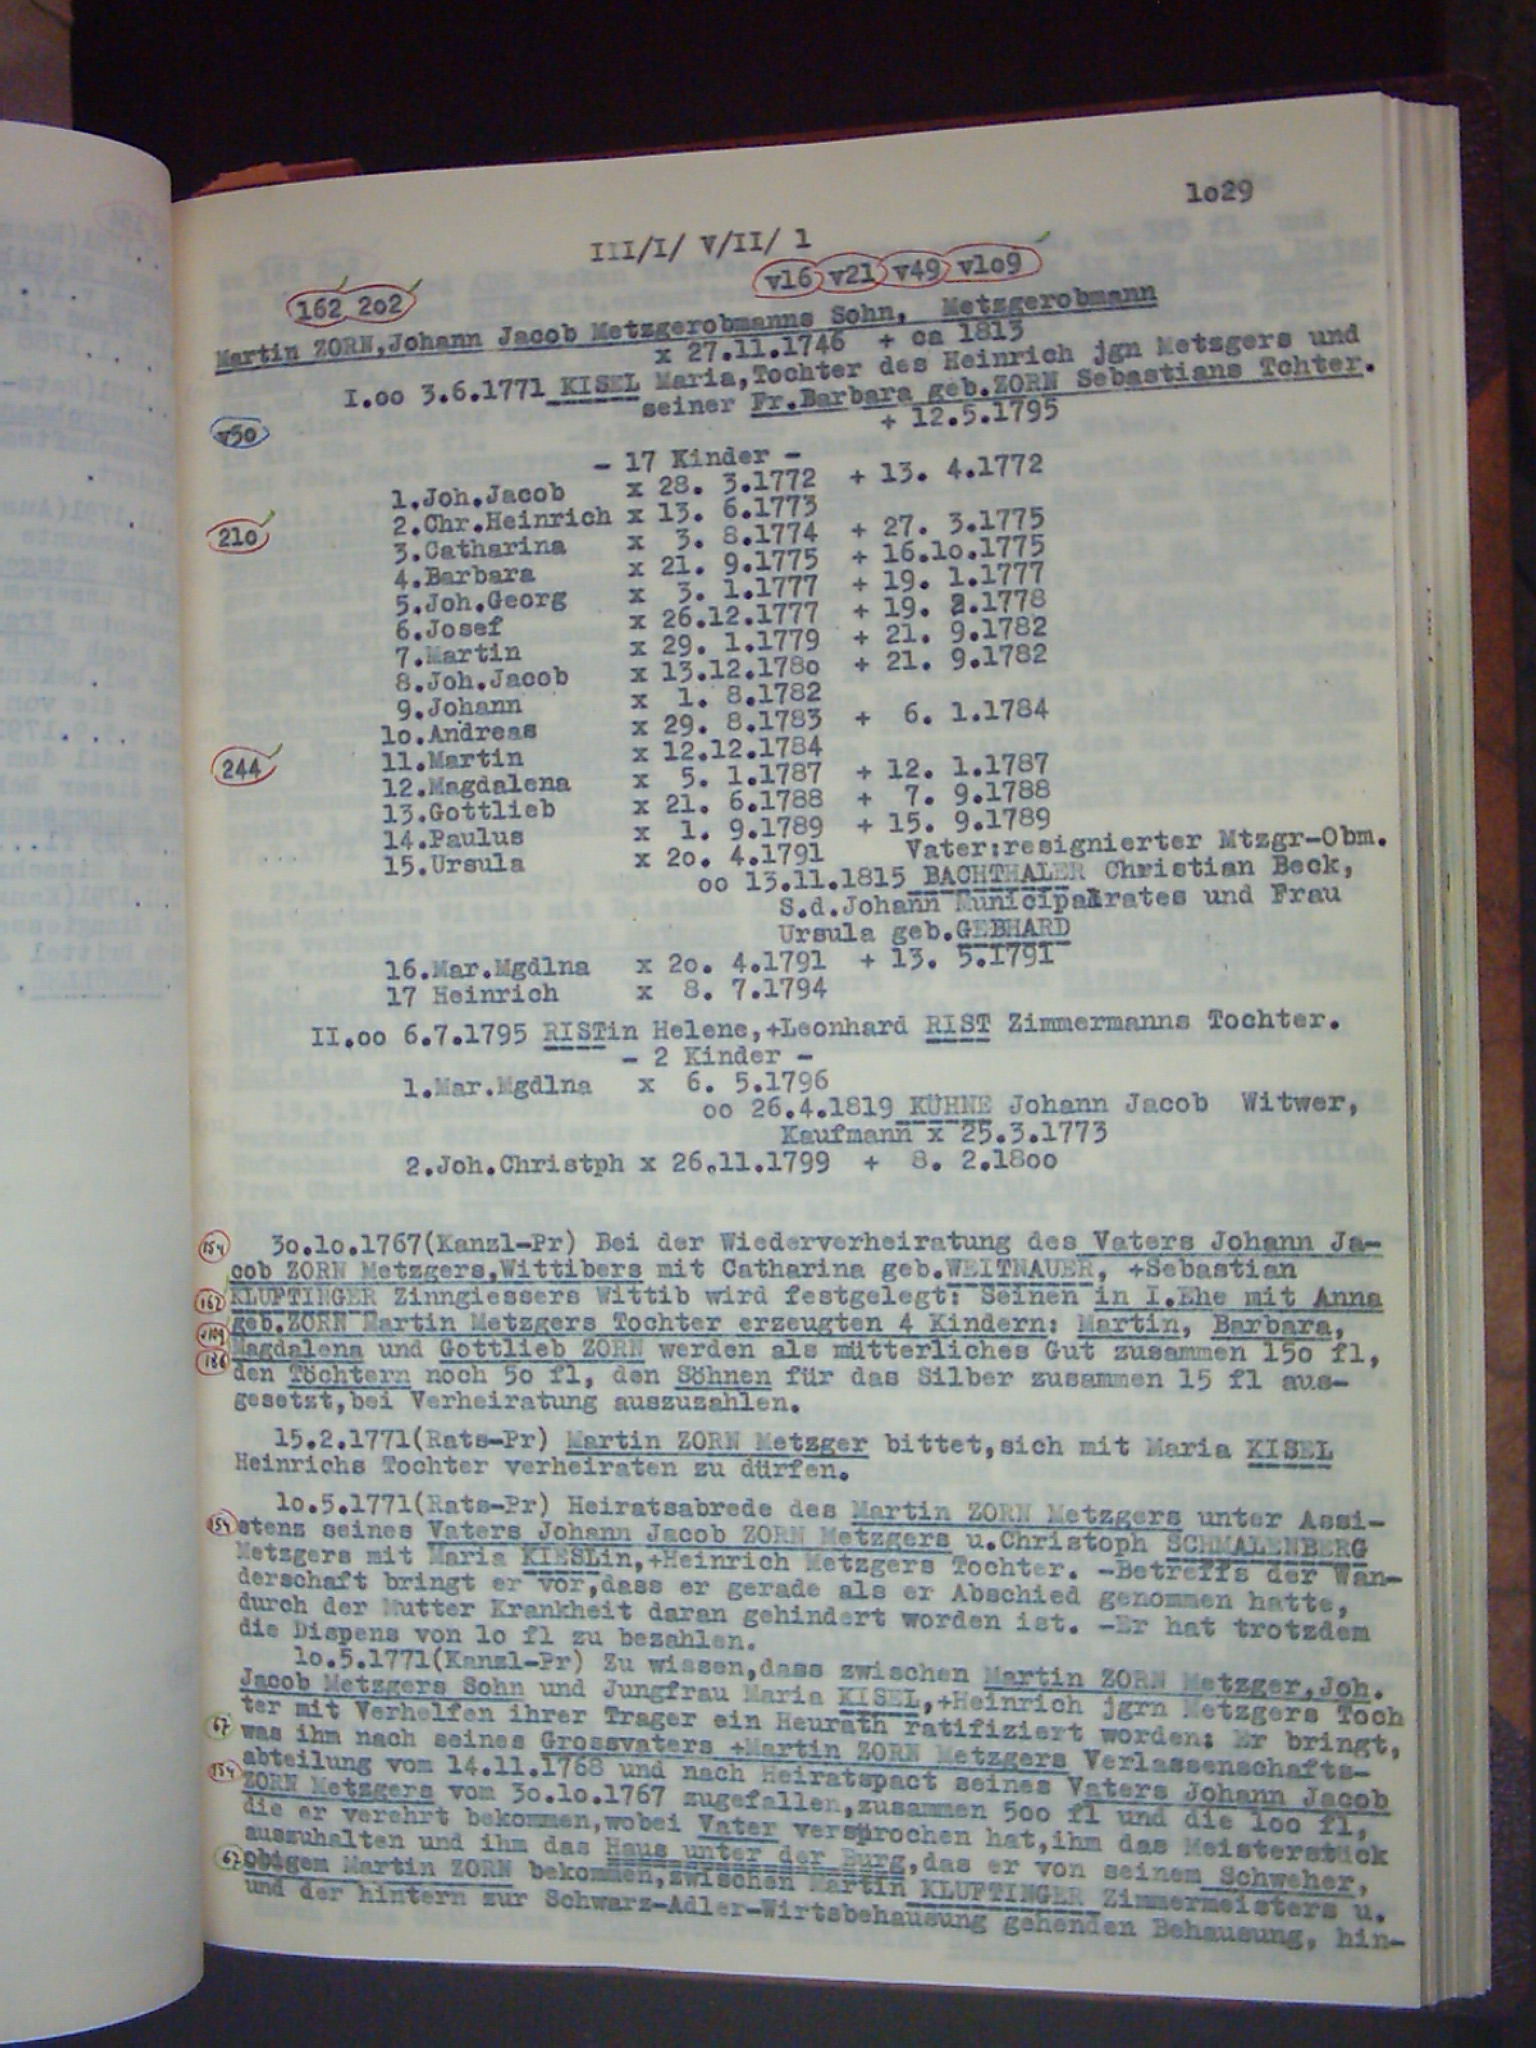 1o29
III/I/ V/II/ 1
v16 v21 v49 v1o9
162 2o2
Martin ZORN,Johann Jacob Metzgerobmanns Sohn, Metzgerobmann
x 27.11.1746 + ca 1813
I.oo 3.6.1771 KISEL Maria,Tochter des Heinrich jgn Metzgers und
seiner Fr.Barbara geb.ZORN Sebastians Tchter.
v5o
+ 12.5.1795
- 17 Kinder -
1.Joh.Jacob x 28. 3.1772 + 13. 4.1772
2.Chr.Heinrich x 13. 6.1773
21o
3.Catharina x 3. 8.1774 + 27. 3.1775
4.Barbara x 21. 9.1775 + 16.1o.1775
5.Joh.Georg x 3. 1.1777 + 19. 1.1777
6.Josef x 26.12.1777 + 19. 2.1778
7.Martin x 29. 1.1779 + 21. 9.1782
8.Joh.Jacob x 13.12.178o + 21. 9.1782
9.Johann x 1. 8.1782
1o.Andreas x 29. 8.1783 + 6. 1.1784
244
11.Martin x 12.12.1784
12.Magdalena x 5. 1.1787 + 12. 1.1787
13.Gottlieb x 21. 6.1788 + 7. 9.1788
14.Paulus x 1. 9.1789 + 15. 9.1789
15.Ursula x 2o. 4.1791 Vater:resignierter Mtzgr-Obm.
oo 13.11.1815 BACHTHALER Christian Beck,
S.d.Johann Municipalrates und Frau
Ursula geb.GEBHARD
16.Mar.Mgdlna x 2o. 4.1791 + 13. 5.1791
17 Heinrich x 8. 7.1794
II.oo 6.7.1795 RISTin Helene,+Leonhard RIST Zimmermanns Tochter.
- 2 Kinder -
1.Mar.Mgdlna x 6. 5.1796
oo 26.4.1819 KÜHNE Johann Jacob Witwer,
Kaufmann x 25.3.1773
2.Joh.Christph x 26.11.1799 + 8. 2.18oo
154 3o.1o.1767(Kanzl-Pr) Bei der Wiederverheiratung des Vaters Johann Ja-
cob ZORN Metzgers,Wittibers mit Catharina geb.WEITNAUER, +Sebastian
162 KLUFTINGER Zinngiessers Wittib wird festgelegt: Seinen in I.Ehe mit Anna
v109 geb.ZORN Martin Metzgers Tochter erzeugten 4 Kindern: Martin, Barbara,
186 Magdalena und Gottlieb ZORN werden als mütterliches Gut zusammen 15o fl,
den Töchtern noch 5o fl, den Söhnen für das Silber zusammen 15 fl aus-
gesetzt,bei Verheiratung auszuzahlen.
15.2.1771(Rats-Pr) Martin ZORN Metzger bittet,sich mit Maria KISEL
Heinrichs Tochter verheiraten zu dürfen.
1o.5.1771(Rats-Pr) Heiratsabrede des Martin ZORN Metzgers unter Assi-
154 stenz seines Vaters Johann Jacob ZORN Metzgers u.Christoph SCHMALENBERG
Metzgers mit Maria KIESLin,+Heinrich Metzgers Tochter. -Betreffs der Wan-
derschaft bringt er vor,dass er gerade als er Abschied genommen hatte,
durch der Mutter Krankheit daran gehindert worden ist. -Er hat trotzdem
die Dispens von 1o fl zu bezahlen.
1o.5.1771(Kanzl-Pr) Zu wissen,dass zwischen Martin ZORN Metzger,Joh.
Jacob Metzgers Sohn und Jungfrau Maria KISEL,+Heinrich jgrn Metzgers Toch
ter mit Verhelfen ihrer Trager ein Heurath ratifiziert worden: Er bringt,
67 was ihm nach seines Grossvaters +Martin ZORN Metzgers Verlassenschafts-
abteilung vom 14.11.1768 und nach Heiratspact seines Vaters Johann Jacob
154 ZORN Metzgers vom 3o.1o.1767 zugefallen,zusammen 5oo fl und die 1oo fl,
die er verehrt bekommen,wobei Vater versprochen hat,ihm das Meisterstück
auszuhalten und ihm das Haus unter der Burg,das er von seinem Schweher,
67 obigem Martin ZORN bekommen,zwischen Martin KLUFTINGER Zimmermeisters u.
und der hintern zur Schwarz-Adler-Wirtsbehausung gehenden Behausung, hin-